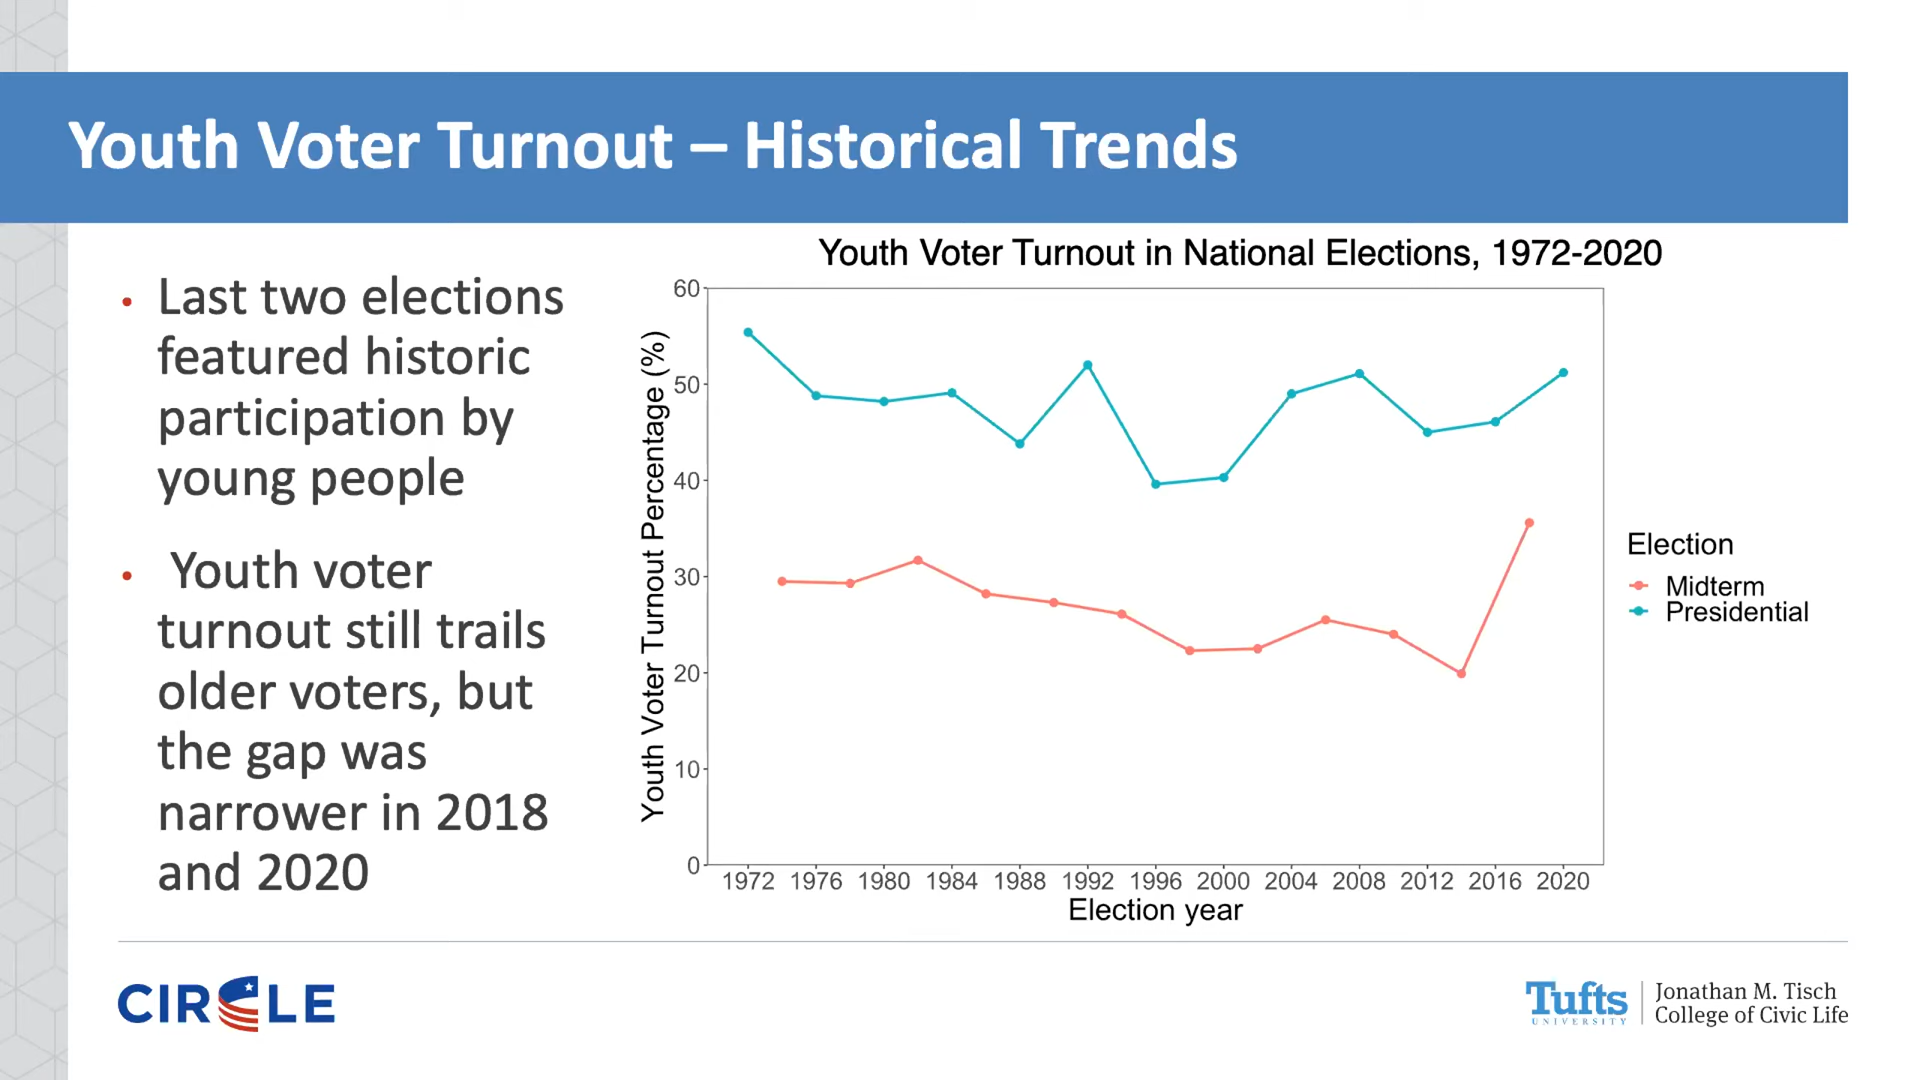 Youth Voter Turnout – Historical Trends
• Last two elections
featured historic
participation by
young people
• Youth voter
turnout still trails
older voters, but
the gap was
narrower in 2018
and 2020
Youth Voter Turnout in National Elections, 1972-2020
Youth Voter Turnout Percentage (%)
60
50
40
30
20
10
0
1972 1976 1980 1984 1988 1992 1996 2000 2004 2008 2012 2016 2020
Election year
Election
Midterm
Presidential
CIRCLE
Tufts
UNIVERSITY
Jonathan M. Tisch
College of Civic Life